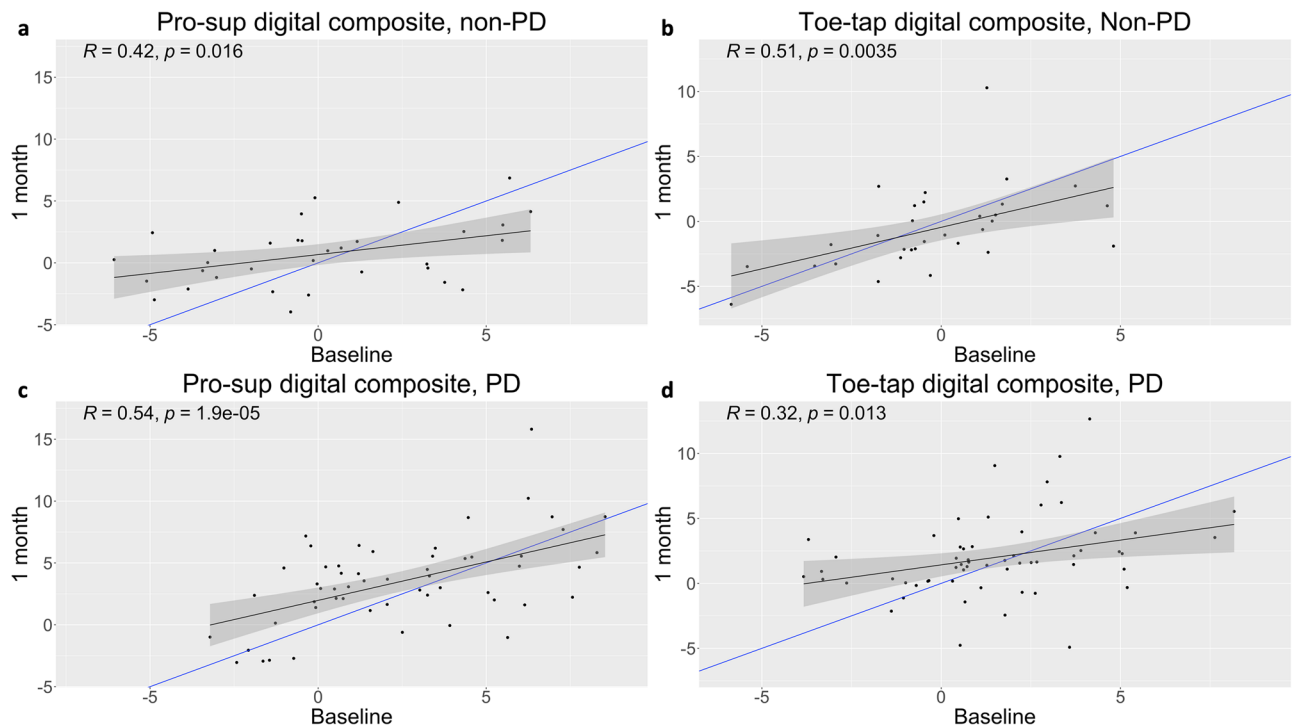 a
Pro-sup digital composite, non-PD
R = 0.42, p = 0.016
15
10
5
0
-5
1 month
-5 0 5
Baseline
b
Toe-tap digital composite, Non-PD
R = 0.51, p = 0.0035
10
5
0
-5
1 month
-5 0 5
Baseline
c
Pro-sup digital composite, PD
R = 0.54, p = 1.9e-05
15
10
5
0
-5
1 month
-5 0 5
Baseline
d
Toe-tap digital composite, PD
R = 0.32, p = 0.013
10
5
0
-5
1 month
-5 0 5
Baseline